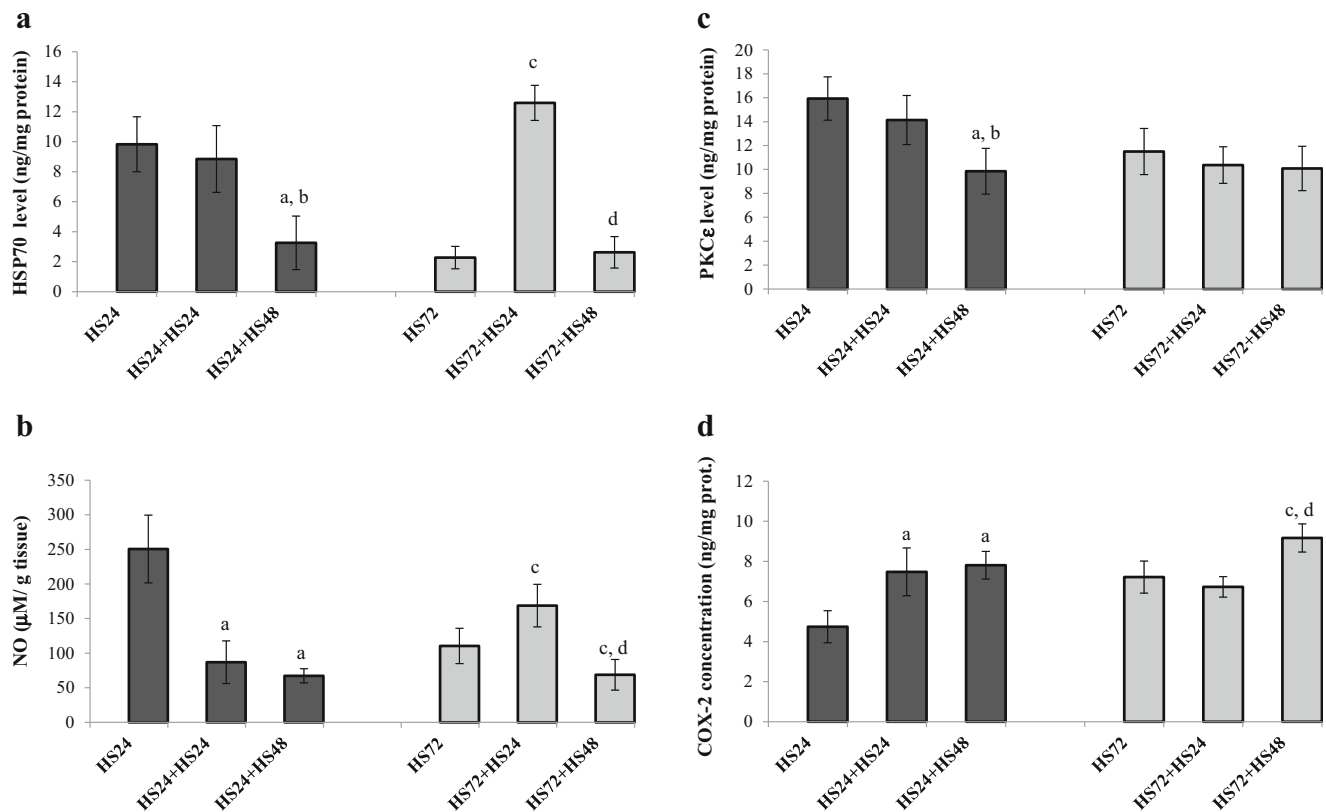 a
HSP70 level (ng/mg protein)
16
14
12
10
8
6
4
2
0
a, b
c
d
HS24
HS24+HS24
HS24+HS48
HS72
HS72+HS24
HS72+HS48
b
NO (µM/ g tissue)
350
300
250
200
150
100
50
0
a
a
c
c, d
HS24
HS24+HS24
HS24+HS48
HS72
HS72+HS24
HS72+HS48
c
PKCε level (ng/mg protein)
20
18
16
14
12
10
8
6
4
2
0
a, b
HS24
HS24+HS24
HS24+HS48
HS72
HS72+HS24
HS72+HS48
d
COX-2 concentration (ng/mg prot.)
12
10
8
6
4
2
0
a
a
c, d
HS24
HS24+HS24
HS24+HS48
HS72
HS72+HS24
HS72+HS48